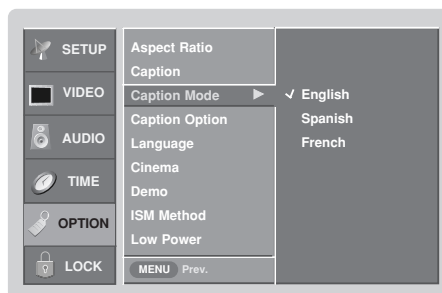 SETUP
VIDEO
AUDIO
TIME
OPTION
LOCK
Aspect Ratio
Caption
Caption Mode
Caption Option
Language
Cinema
Demo
ISM Method
Low Power
MENU Prev.
English
Spanish
French